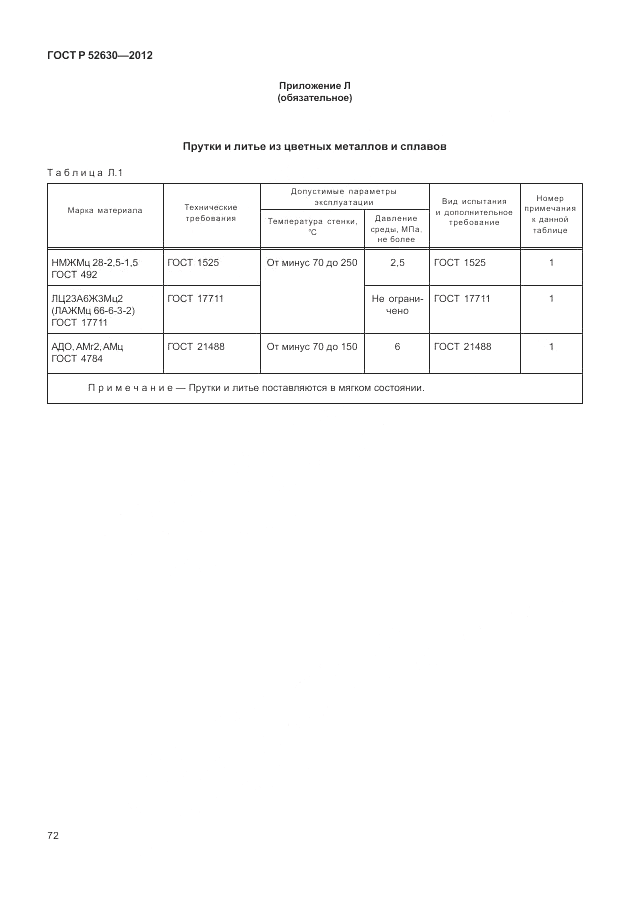 ГОСТ Р 52630—2012
Приложение Л
(обязательное)
Прутки и литье из цветных металлов и сплавов
Таблица Л.1
Марка материала
Технические
требования
Допустимые параметры
эксплуатации
Температура стенки,
°С
Давление
среды, МПа,
не более
Вид испытания
и дополнительное
требование
Номер
примечания
к данной
таблице
НМЖМц 28-2,5-1,5
ГОСТ 492
ГОСТ 1525
От минус 70 до 250
2,5
ГОСТ 1525
1
ЛЦ23А6Ж3Мц2
(ЛАЖМц 66-6-3-2)
ГОСТ 17711
ГОСТ 17711
Не ограни-
чено
ГОСТ 17711
1
АДО, АМг2, АМц
ГОСТ 4784
ГОСТ 21488
От минус 70 до 150
6
ГОСТ 21488
1
Примечание — Прутки и литье поставляются в мягком состоянии.
72